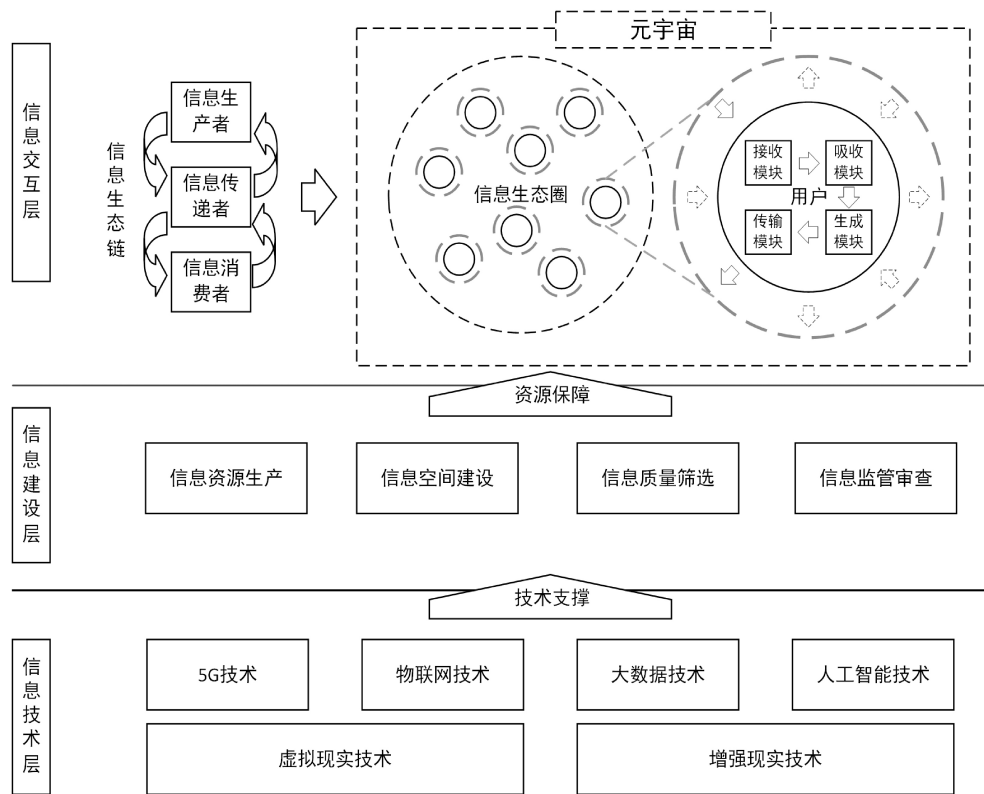 元宇宙
信息交互层
信息生态链
信息生
产者
信息传
递者
信息消
费者
信息生态圈
接收
模块
吸收
模块
用户
传输
模块
生成
模块
资源保障
信息建设层
信息资源生产
信息空间建设
信息质量筛选
信息监管审查
技术支撑
信息技术层
5G技术
物联网技术
大数据技术
人工智能技术
虚拟现实技术
增强现实技术